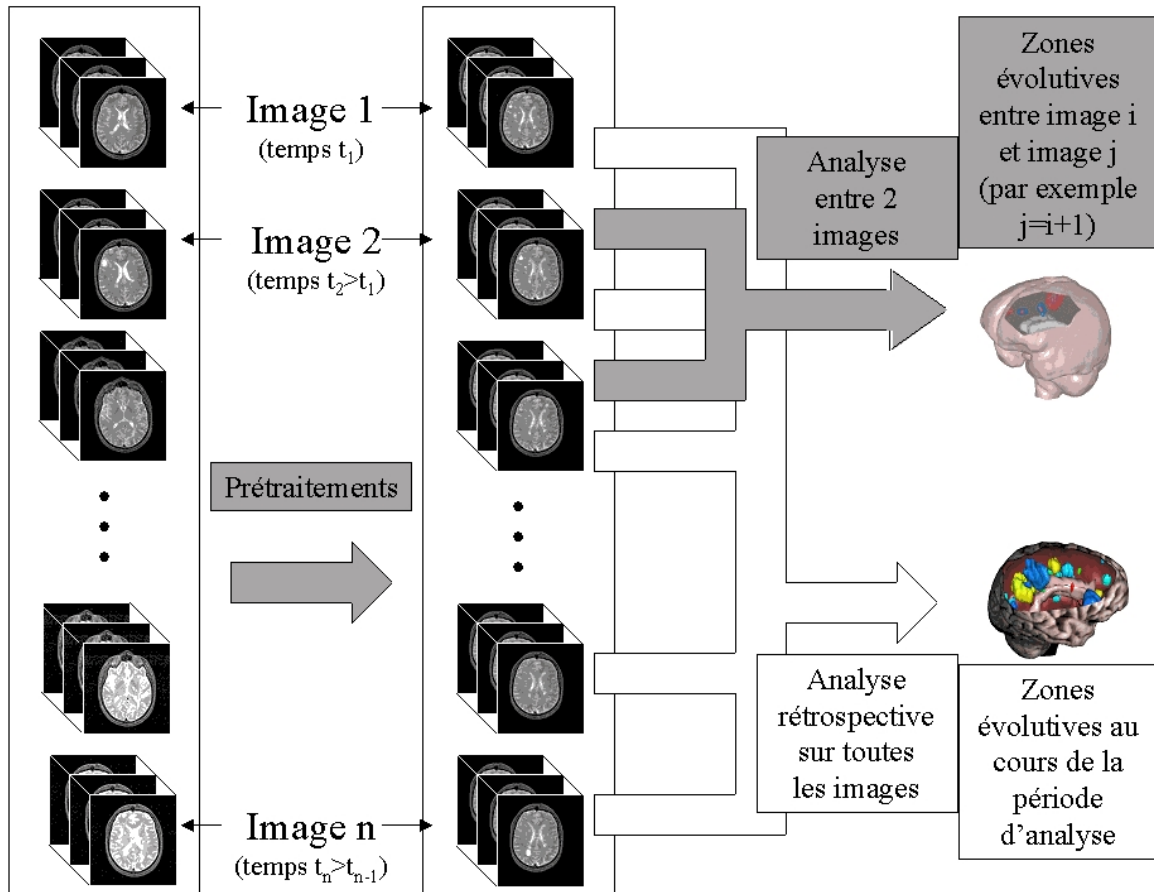 Image 1
(temps t₁)
Image 2
(temps t₂>t₁)
Prétraitements
Image n
(temps tₙ>tₙ₋₁)
Analyse
entre 2
images
Zones
évolutives
entre image i
et image j
(par exemple
j=i+1)
Analyse
rétrospective
sur toutes
les images
Zones
évolutives au
cours de la
période
d’analyse